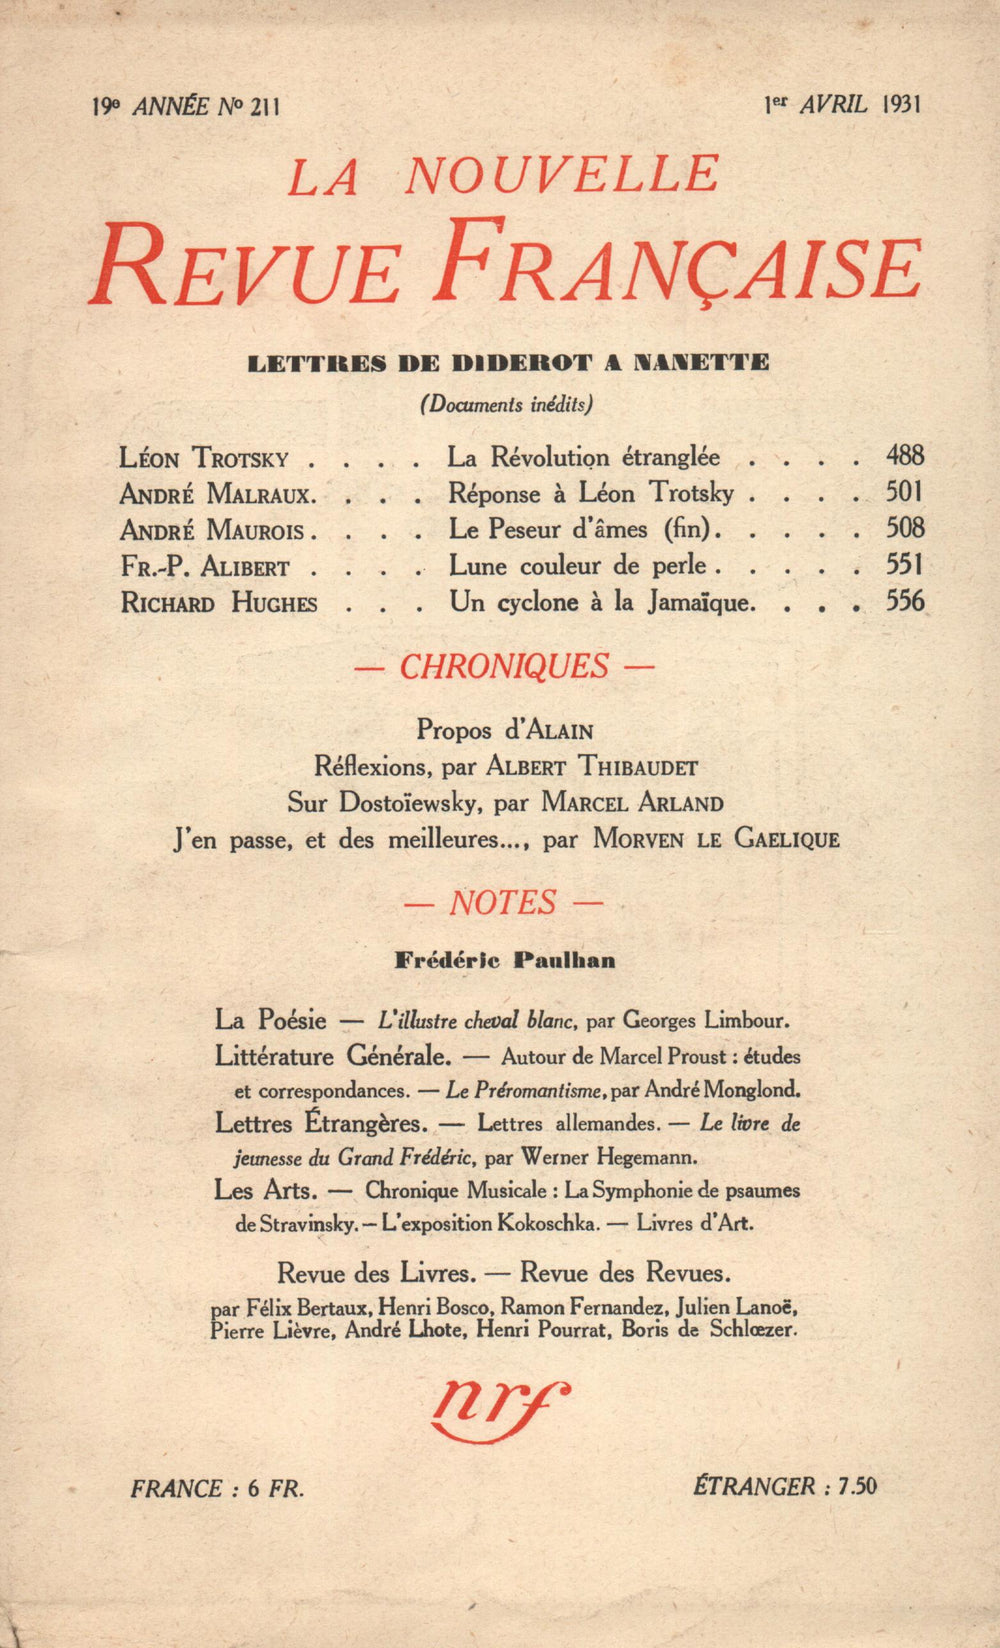 19e ANNÉE No 211
1er AVRIL 1931
LA NOUVELLE
REVUE FRANÇAISE
LETTRES DE DIDEROT A NANETTE
(Documents inédits)
LÉON TROTSKY . . . . La Révolution étranglée . . . . 488
ANDRÉ MALRAUX. . . . Réponse à Léon Trotsky . . . . 501
ANDRÉ MAUROIS. . . . Le Peseur d'âmes (fin). . . . . 508
FR.-P. ALIBERT . . . . Lune couleur de perle . . . . . 551
RICHARD HUGHES . . . Un cyclone à la Jamaïque. . . . 556
— CHRONIQUES —
Propos d'ALAIN
Réflexions, par ALBERT THIBAUDET
Sur Dostoïewsky, par MARCEL ARLAND
J'en passe, et des meilleures..., par MORVEN LE GAELIQUE
— NOTES —
Frédéric Paulhan
La Poésie — L'illustre cheval blanc, par Georges Limbour.
Littérature Générale. — Autour de Marcel Proust : études
et correspondances. — Le Préromantisme, par André Monglond.
Lettres Étrangères. — Lettres allemandes. — Le livre de
jeunesse du Grand Frédéric, par Werner Hegemann.
Les Arts. — Chronique Musicale : La Symphonie de psaumes
de Stravinsky. — L'exposition Kokoschka. — Livres d'Art.
Revue des Livres. — Revue des Revues.
par Félix Bertaux, Henri Bosco, Ramon Fernandez, Julien Lanoë,
Pierre Lièvre, André Lhote, Henri Pourrat, Boris de Schlœzer.
nrf
FRANCE : 6 FR.
ÉTRANGER : 7.50